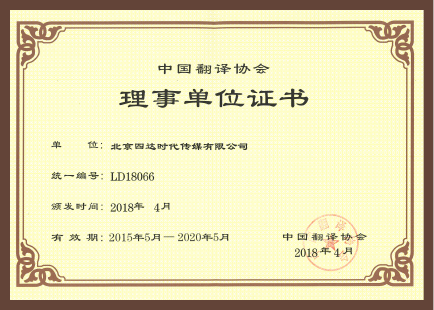 中国翻译协会
理事单位证书
单 位: 北京四达时代传媒有限公司
统一编号: LD18066
颁发时间: 2018年 4月
有 效 期: 2015年5月—2020年5月
中国翻译协会
2018年4月